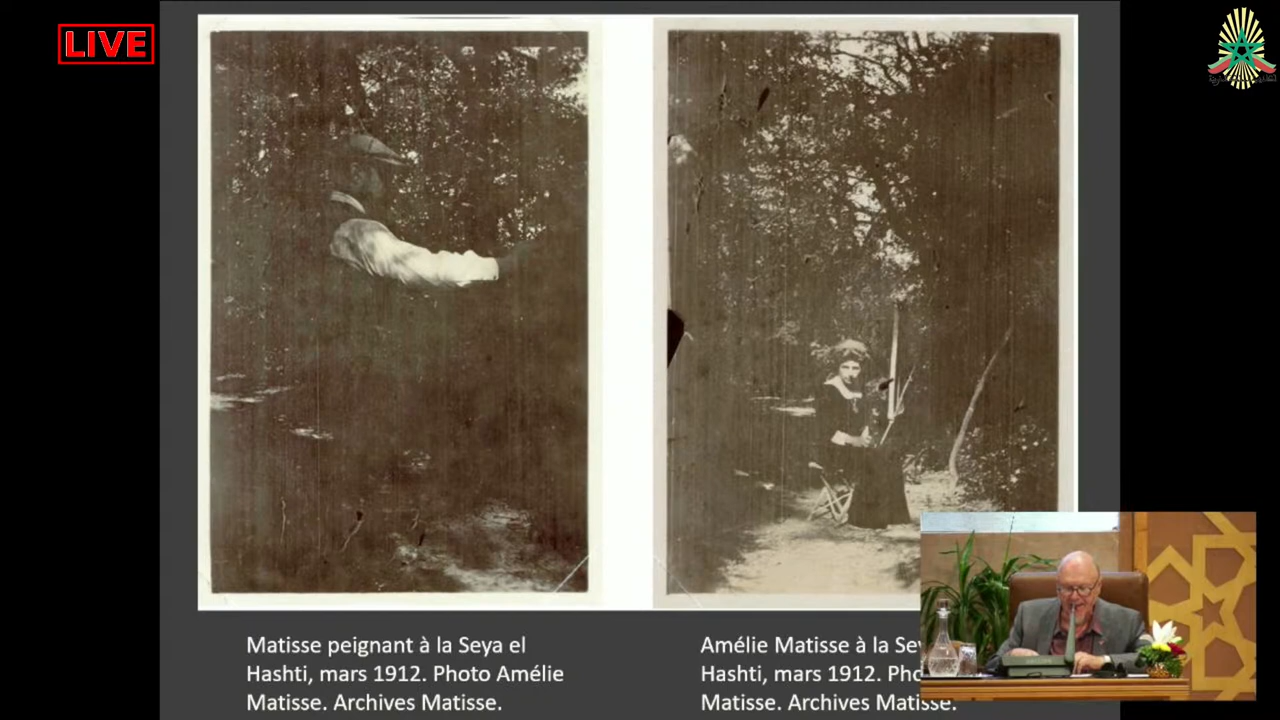 LIVE
Matisse peignant à la Seya el
Hashti, mars 1912. Photo Amélie
Matisse. Archives Matisse.
Amélie Matisse à la Se
Hashti, mars 1912. Pho
Matisse. Archives Matisse.